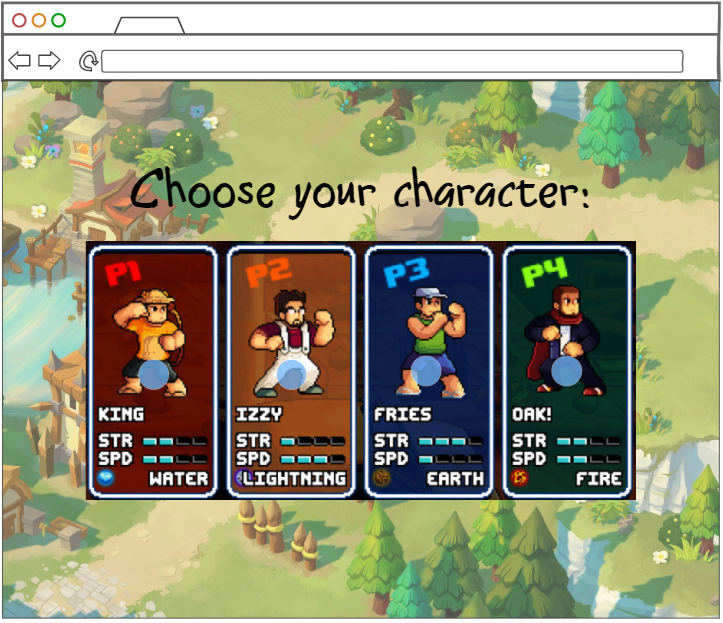 Choose your character:
P1
KING
STR
SPD
WATER
P2
IZZY
STR
SPD
LIGHTNING
P3
FRIES
STR
SPD
EARTH
P4
OAK!
STR
SPD
FIRE